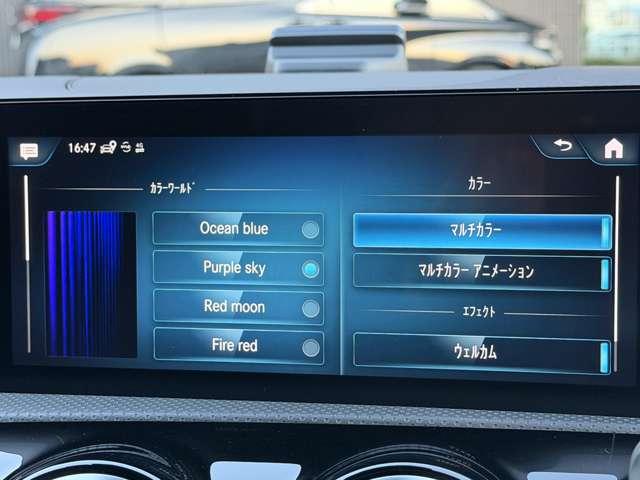 16:47
カラーワールド
Ocean blue
Purple sky
Red moon
Fire red
カラー
マルチカラー
マルチカラー アニメーション
エフェクト
ウェルカム